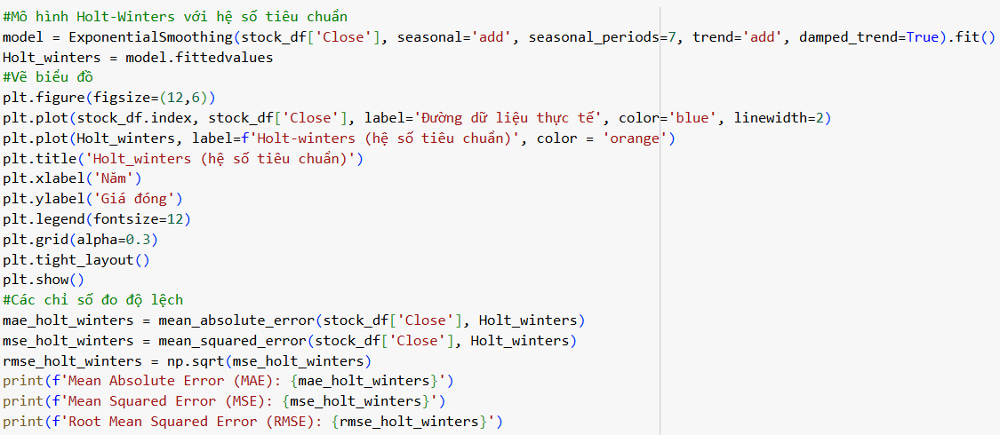 #Mô hình Holt-Winters với hệ số tiêu chuẩn
model = ExponentialSmoothing(stock_df['Close'], seasonal='add', seasonal_periods=7, trend='add', damped_trend=True).fit()
Holt_winters = model.fittedvalues
#Vẽ biểu đồ
plt.figure(figsize=(12,6))
plt.plot(stock_df.index, stock_df['Close'], label='Đường dữ liệu thực tế', color='blue', linewidth=2)
plt.plot(Holt_winters, label=f'Holt-winters (hệ số tiêu chuẩn)', color = 'orange')
plt.title('Holt_winters (hệ số tiêu chuẩn)')
plt.xlabel('Năm')
plt.ylabel('Giá đóng')
plt.legend(fontsize=12)
plt.grid(alpha=0.3)
plt.tight_layout()
plt.show()
#Các chỉ số đo độ lệch
mae_holt_winters = mean_absolute_error(stock_df['Close'], Holt_winters)
mse_holt_winters = mean_squared_error(stock_df['Close'], Holt_winters)
rmse_holt_winters = np.sqrt(mse_holt_winters)
print(f'Mean Absolute Error (MAE): {mae_holt_winters}')
print(f'Mean Squared Error (MSE): {mse_holt_winters}')
print(f'Root Mean Squared Error (RMSE): {rmse_holt_winters}')